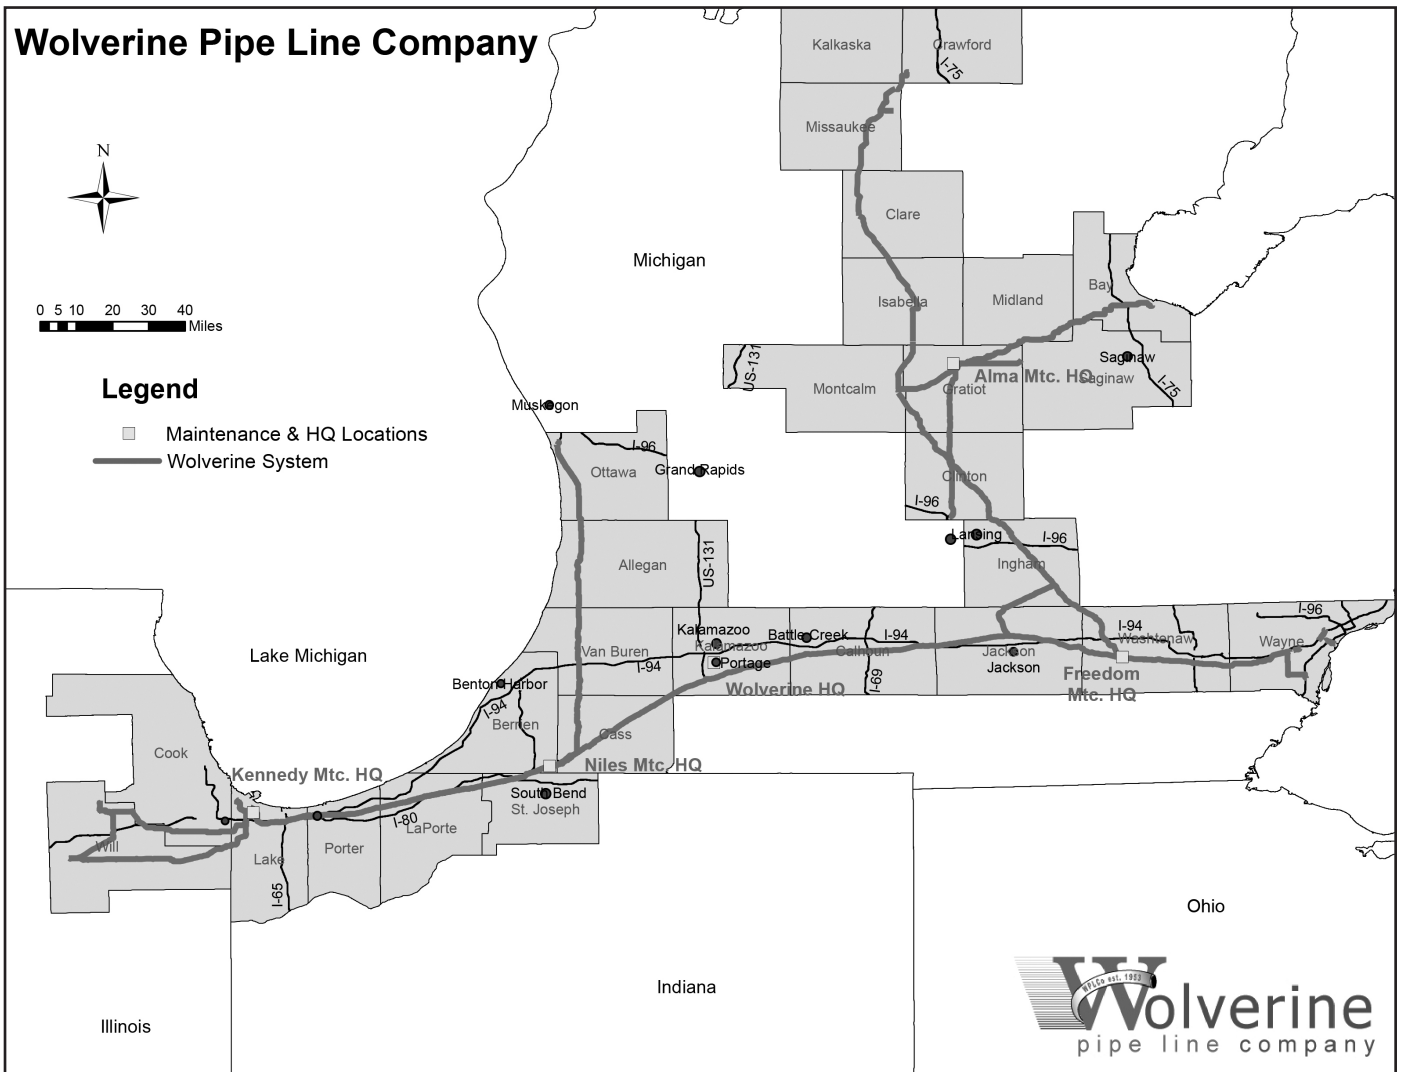 Wolverine Pipe Line Company
Kalkaska
Crawford
I-75
Missaukee
N
Clare
Michigan
Isabella
Midland
Bay
0 5 10 20 30 40
Miles
US-131
Montcalm
Gratiot
Alma Mtc. HQ
Saginaw
Saginaw
I-75
Legend
Maintenance & HQ Locations
Wolverine System
Muskegon
I-96
Ottawa
Grand Rapids
Clinton
I-96
Lansing
I-96
Ingham
Allegan
US-131
Lake Michigan
Kalamazoo
Kalamazoo
Portage
Battle Creek
Calhoun
I-94
I-69
Van Buren
I-94
Wolverine HQ
Jackson
Jackson
I-94
Washtenaw
Freedom
Mtc. HQ
Wayne
I-96
Benton Harbor
I-94
Berrien
Cass
Niles Mtc. HQ
Cook
Kennedy Mtc. HQ
South Bend
St. Joseph
I-80
LaPorte
Porter
Lake
I-65
Will
Ohio
Indiana
Illinois
WPLCo est. 1953
Wolverine
pipe line company